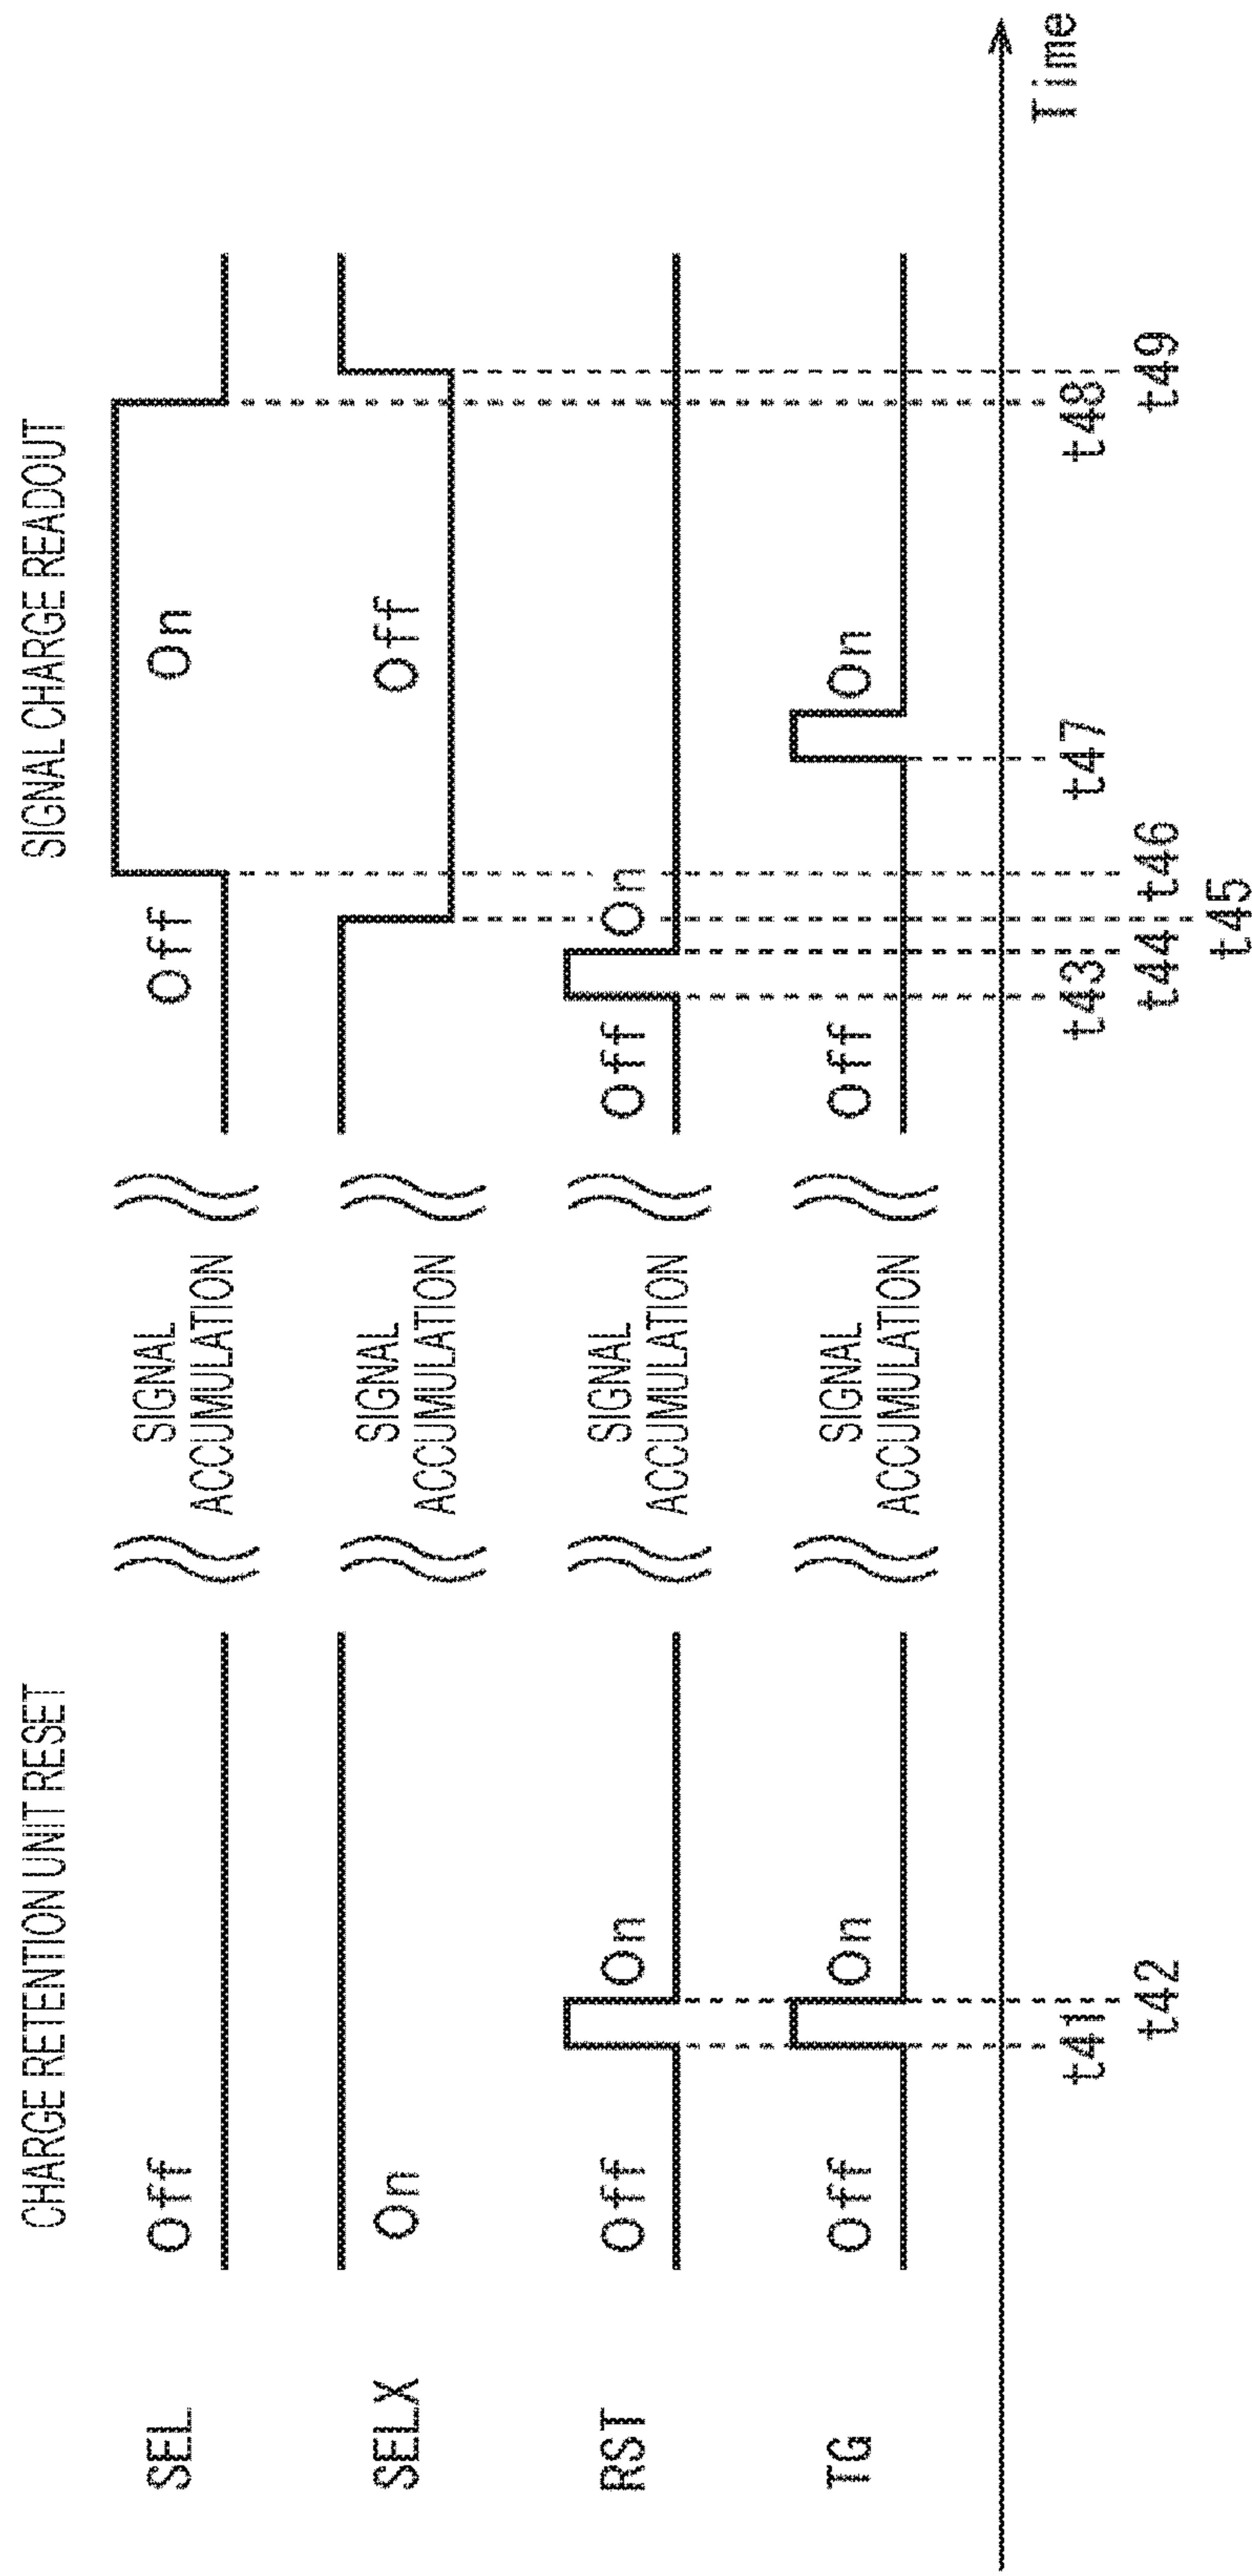 CHARGE RETENTION UNIT RESET
SIGNAL CHARGE READOUT
SEL
Off
SIGNAL
ACCUMULATION
Off
On
SELX
On
SIGNAL
ACCUMULATION
Off
RST
Off
On
SIGNAL
ACCUMULATION
Off
On
TG
Off
On
SIGNAL
ACCUMULATION
Off
On
Time
t41
t43
t47
t48
t42
t44
t46
t49
t45